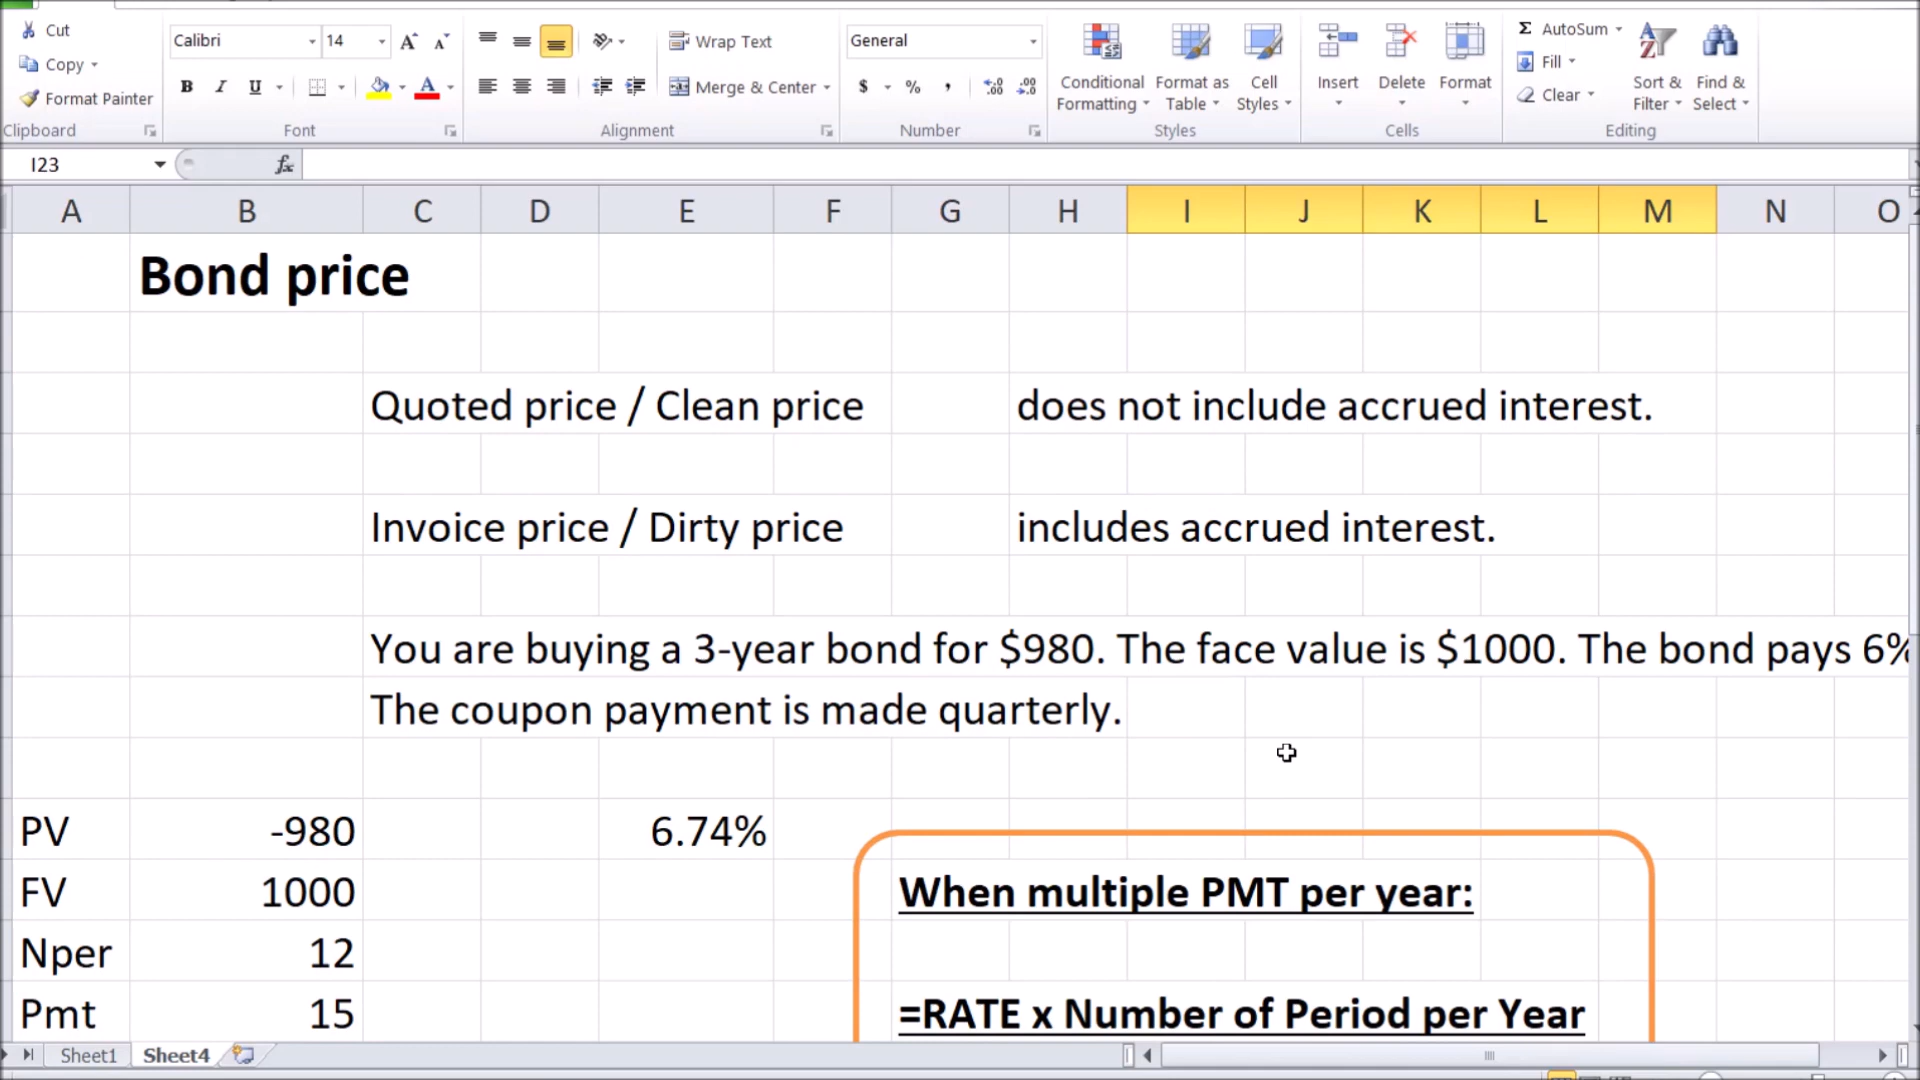 Cut
Calibri 14 Wrap Text General AutoSum
Copy Fill
Format Painter B I U Merge & Center $ % , Conditional Formatting Format as Table Cell Styles Insert Delete Format Clear Sort & Filter Find & Select
Clipboard Font Alignment Number Styles Cells Editing
I23 fx
A B C D E F G H I J K L M N O
Bond price
Quoted price / Clean price does not include accrued interest.
Invoice price / Dirty price includes accrued interest.
You are buying a 3-year bond for $980. The face value is $1000. The bond pays 6%
The coupon payment is made quarterly.
PV -980 6.74%
FV 1000 When multiple PMT per year:
Nper 12
Pmt 15 =RATE x Number of Period per Year
Sheet1 Sheet4